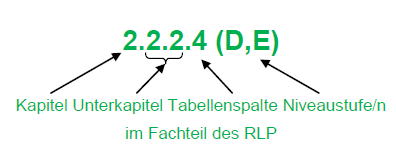 2.2.2.4 (D,E)
Kapitel Unterkapitel Tabellenspalte Niveaustufe/n
im Fachteil des RLP